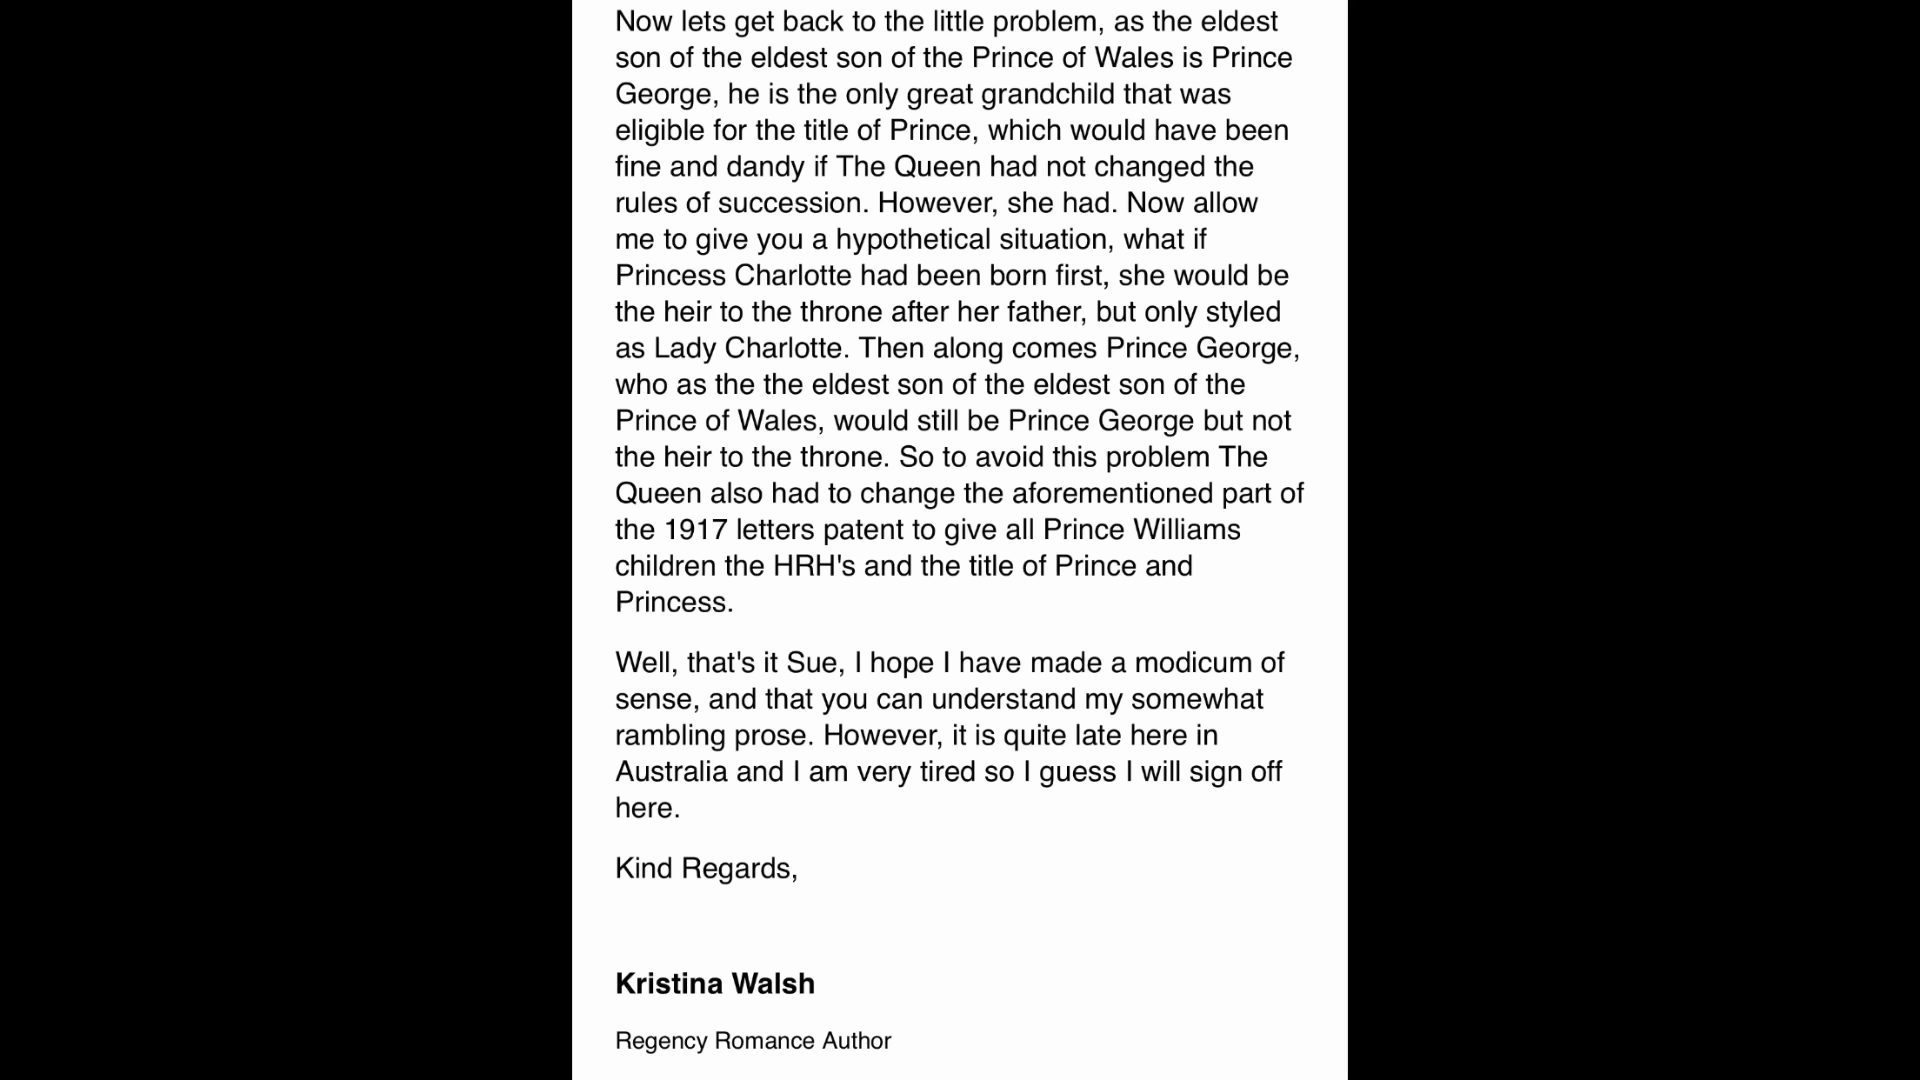 Now lets get back to the little problem, as the eldest
son of the eldest son of the Prince of Wales is Prince
George, he is the only great grandchild that was
eligible for the title of Prince, which would have been
fine and dandy if The Queen had not changed the
rules of succession. However, she had. Now allow
me to give you a hypothetical situation, what if
Princess Charlotte had been born first, she would be
the heir to the throne after her father, but only styled
as Lady Charlotte. Then along comes Prince George,
who as the the eldest son of the eldest son of the
Prince of Wales, would still be Prince George but not
the heir to the throne. So to avoid this problem The
Queen also had to change the aforementioned part of
the 1917 letters patent to give all Prince Williams
children the HRH's and the title of Prince and
Princess.
Well, that's it Sue, I hope I have made a modicum of
sense, and that you can understand my somewhat
rambling prose. However, it is quite late here in
Australia and I am very tired so I guess I will sign off
here.
Kind Regards,
Kristina Walsh
Regency Romance Author